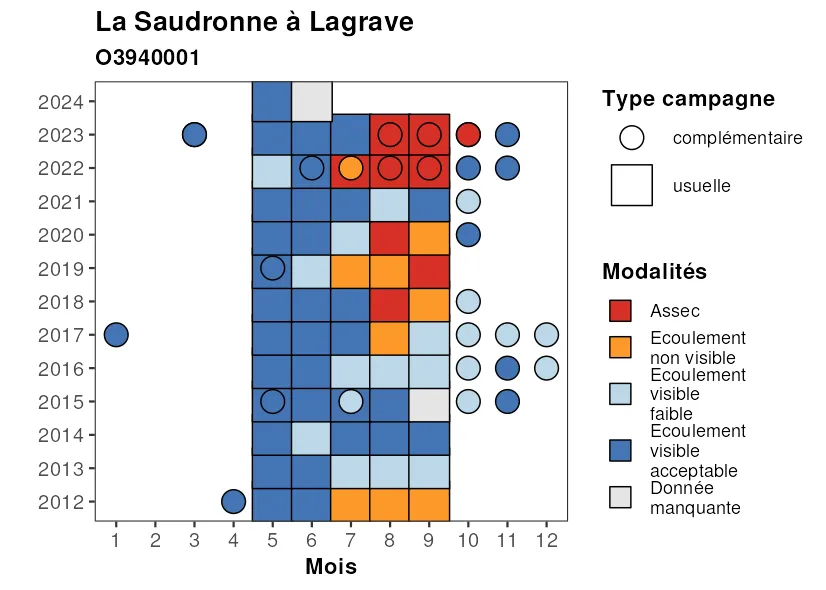 La Saudronne à Lagrave
O3940001
2024
2023
2022
2021
2020
2019
2018
2017
2016
2015
2014
2013
2012
1 2 3 4 5 6 7 8 9 10 11 12
Mois
Type campagne
complémentaire
usuelle
Modalités
Assec
Ecoulement
non visible
Ecoulement
visible
faible
Ecoulement
visible
acceptable
Donnée
manquante